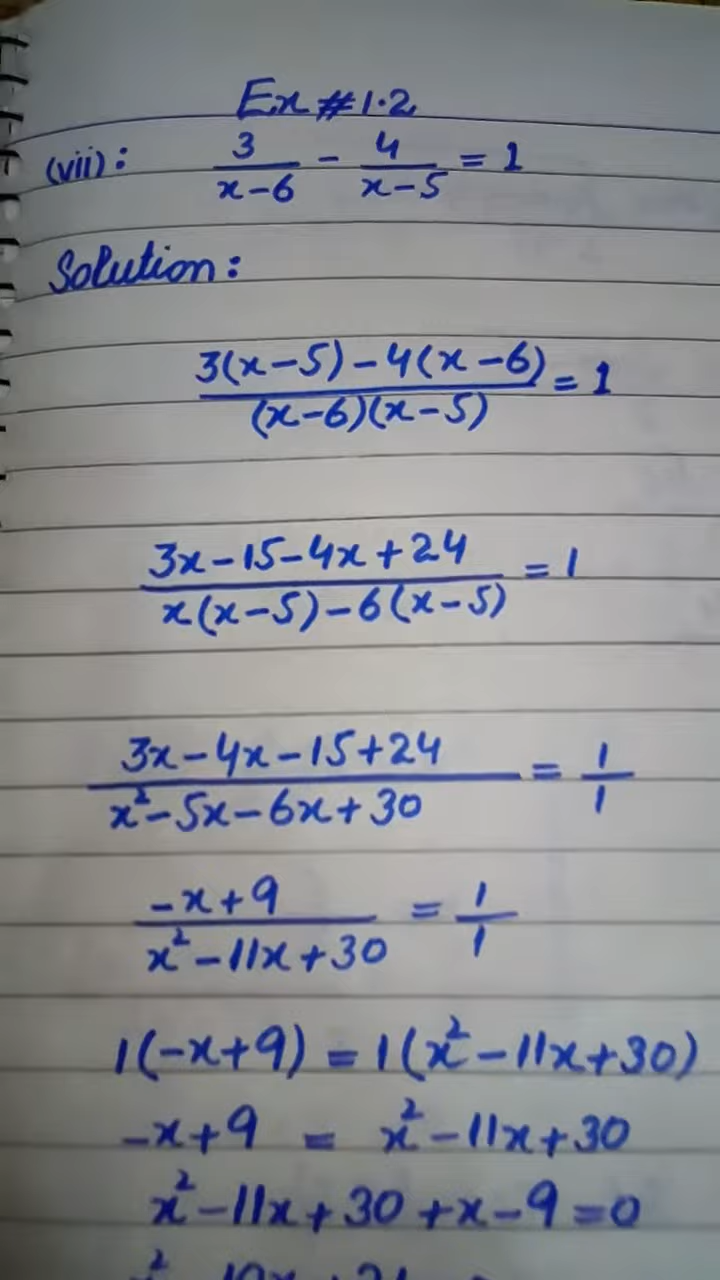 Ex # 1.2
(vii): 3/(x-6) - 4/(x-5) = 1
Solution:
(3(x-5)-4(x-6))/((x-6)(x-5)) = 1
(3x-15-4x+24)/(x(x-5)-6(x-5)) = 1
(3x-4x-15+24)/(x²-5x-6x+30) = 1/1
(-x+9)/(x²-11x+30) = 1/1
1(-x+9) = 1(x²-11x+30)
-x+9 = x²-11x+30
x²-11x+30+x-9=0